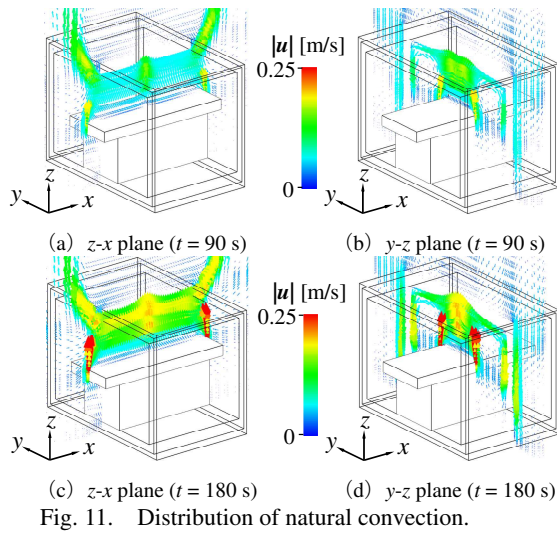 |u| [m/s]
0.25
0
z
y
x
z
y
x
(a) z-x plane (t = 90 s)
(b) y-z plane (t = 90 s)
|u| [m/s]
0.25
0
z
y
x
z
y
x
(c) z-x plane (t = 180 s)
(d) y-z plane (t = 180 s)
Fig. 11. Distribution of natural convection.